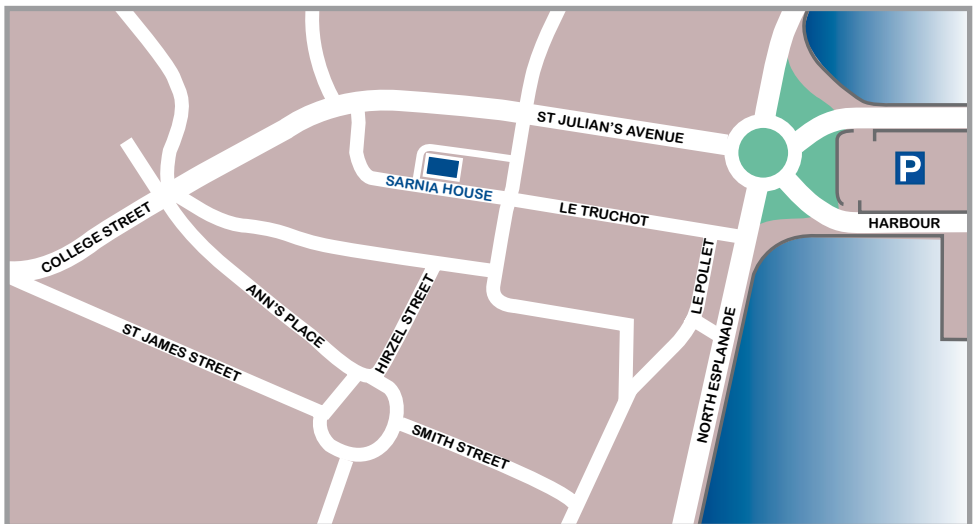 ST JULIAN'S AVENUE
P
SARNIA HOUSE
LE TRUCHOT
HARBOUR
COLLEGE STREET
LE POLLET
ANN'S PLACE
HIRZEL STREET
ST JAMES STREET
NORTH ESPLANADE
SMITH STREET